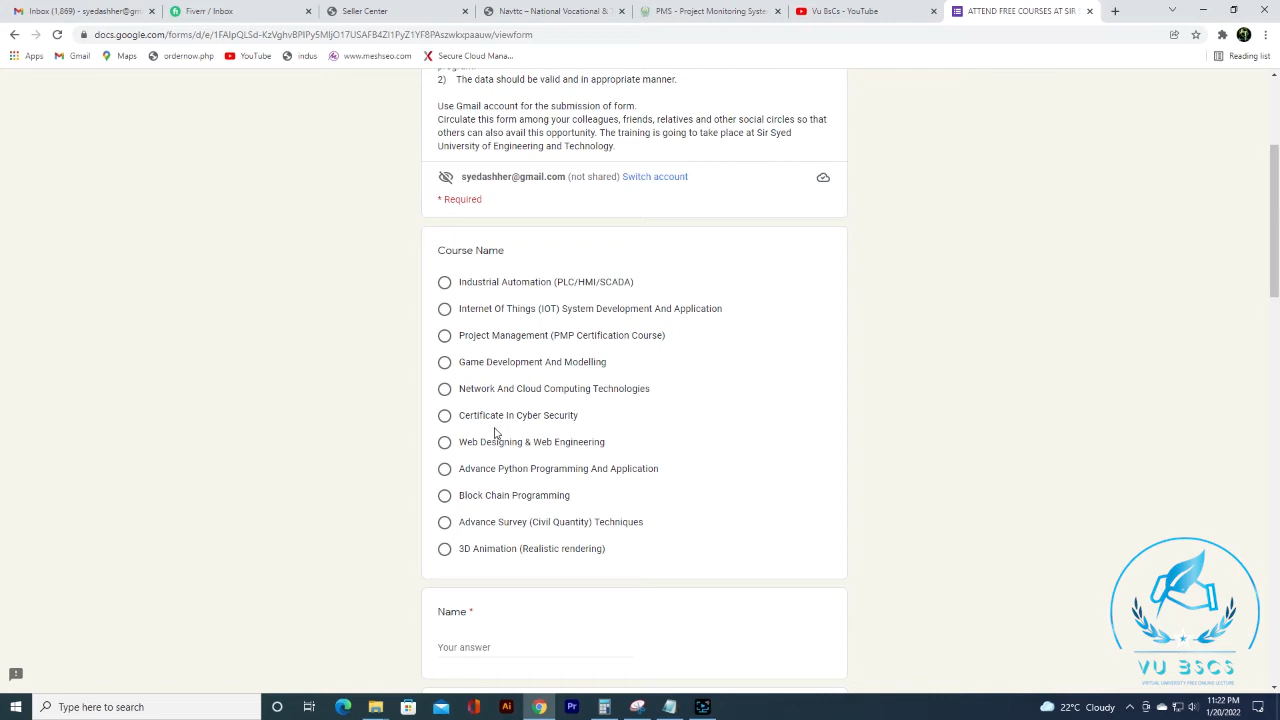 Inbox (1,869) - syedashher@gm
Fiverr / Inbox
Seller Center
Navttc – National Vocational &
PMS - Project Monitoring Syste
Vu BsCs - YouTube
ATTEND FREE COURSES AT SIR
docs.google.com/forms/d/e/
Apps
Gmail
Maps
ordernow.php
YouTube
indus
www.meshseo.com
Secure Cloud Mana...
Reading list
2) The data should be valid and in appropriate manner.
Use Gmail account for the submission of form.
Circulate this form among your colleagues, friends, relatives and other social circles so that
others can also avail this opportunity. The training is going to take place at Sir Syed
University of Engineering and Technology.
syedashher@gmail.com (not shared) Switch account
* Required
Course Name
Industrial Automation (PLC/HMI/SCADA)
Internet Of Things (IOT) System Development And Application
Project Management (PMP Certification Course)
Game Development And Modelling
Network And Cloud Computing Technologies
Certificate In Cyber Security
Web Designing & Web Engineering
Advance Python Programming And Application
Block Chain Programming
Advance Survey (Civil Quantity) Techniques
3D Animation (Realistic rendering)
Name *
Your answer
VU BSCS
VIRTUAL UNIVERSITY FREE ONLINE LECTURE
Type here to search
Ai
Pr
22°C Cloudy
11:22 PM
1/20/2022